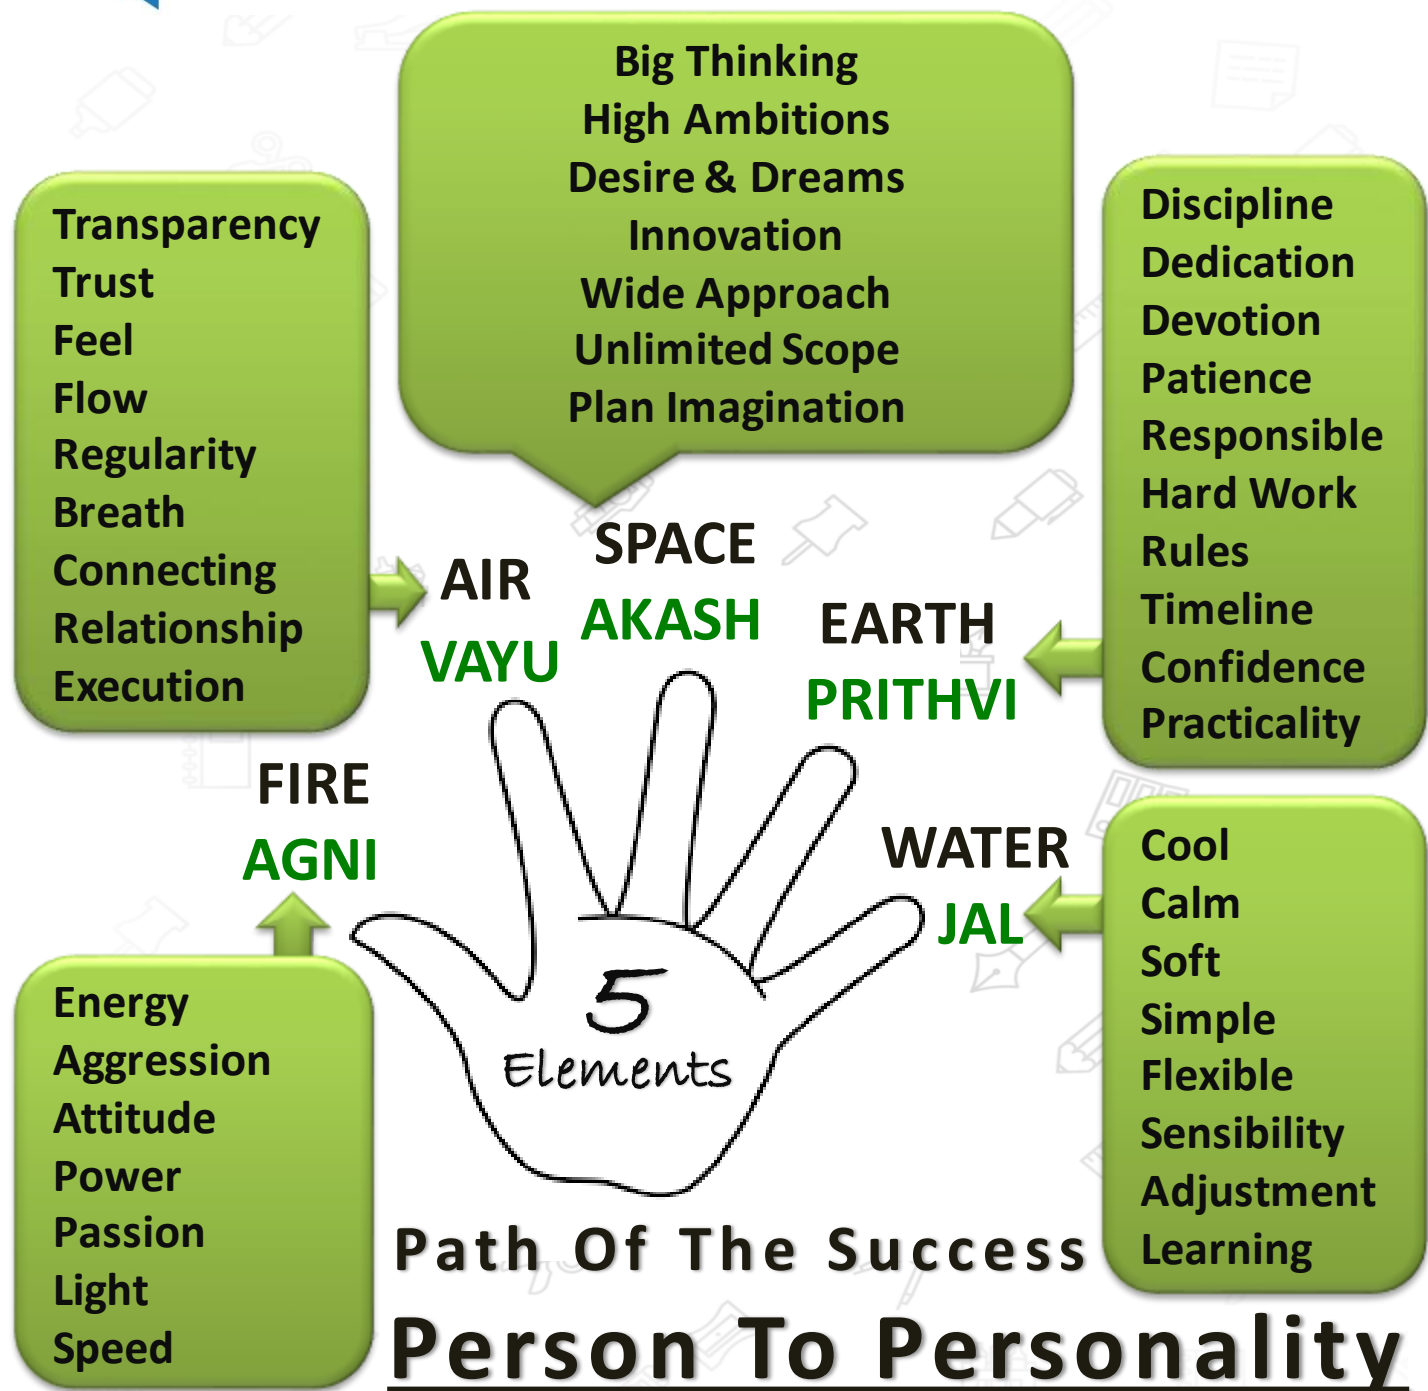 Big Thinking
High Ambitions
Desire & Dreams
Innovation
Wide Approach
Unlimited Scope
Plan Imagination
Transparency
Trust
Feel
Flow
Regularity
Breath
Connecting
Relationship
Execution
Discipline
Dedication
Devotion
Patience
Responsible
Hard Work
Rules
Timeline
Confidence
Practicality
AIR
VAYU
SPACE
AKASH
EARTH
PRITHVI
FIRE
AGNI
WATER
JAL
5
Elements
Energy
Aggression
Attitude
Power
Passion
Light
Speed
Cool
Calm
Soft
Simple
Flexible
Sensibility
Adjustment
Learning
Path Of The Success
Person To Personality